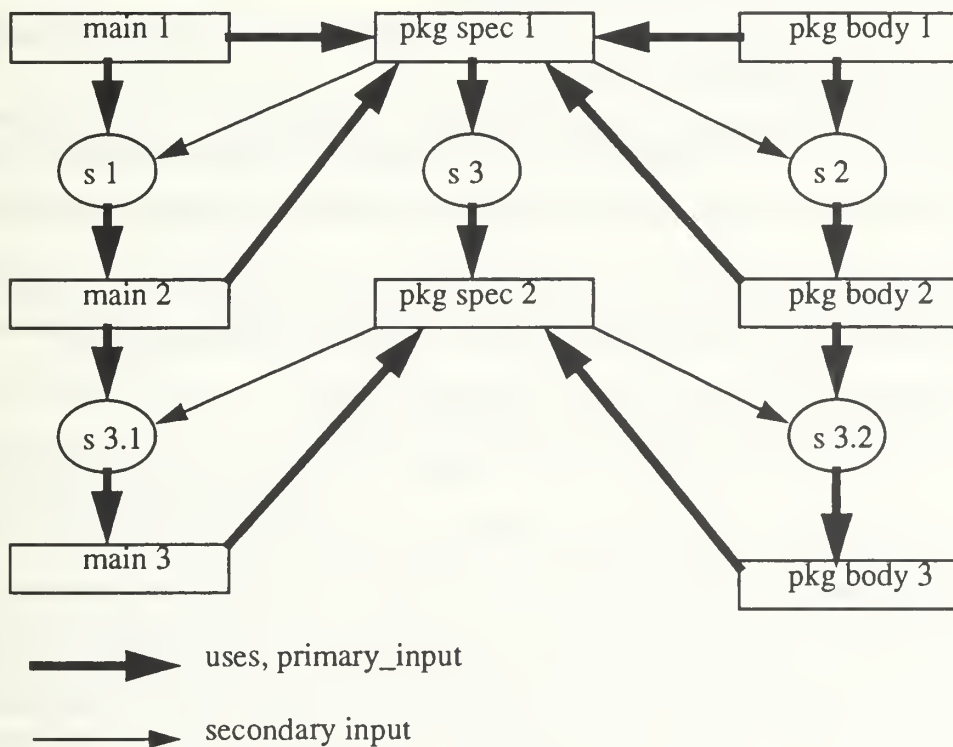 main 1
pkg spec 1
pkg body 1
s 1
s 3
s 2
main 2
pkg spec 2
pkg body 2
s 3.1
s 3.2
main 3
pkg body 3
uses, primary_input
secondary input